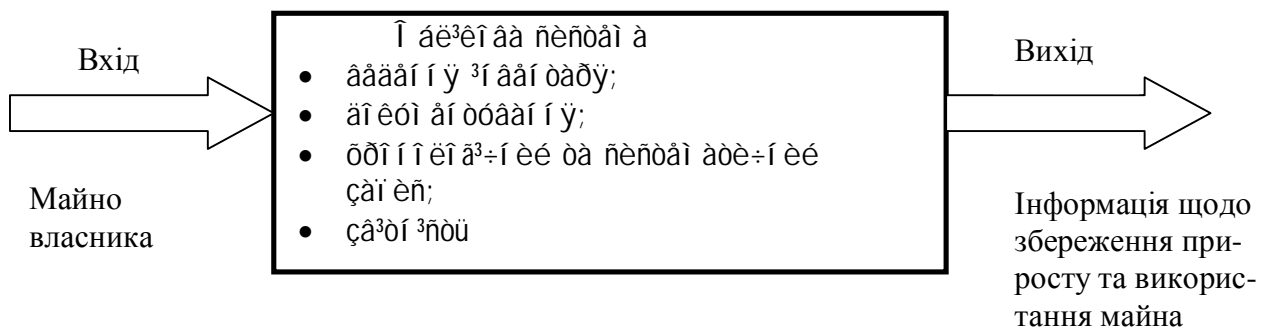 Вхід
Майно
власника
Î áë³êî âà ñèñòåì à
• âåäåí í ÿ ³í âåí òàðÿ;
• äî êóì åí òóâàí í ÿ;
• õðî í î ëî ã³÷í èé òà ñèñòåì àòè÷í èé
çàï èñ;
• çâ³òí ³ñòü
Вихід
Інформація щодо
збереження при-
росту та викорис-
тання майна